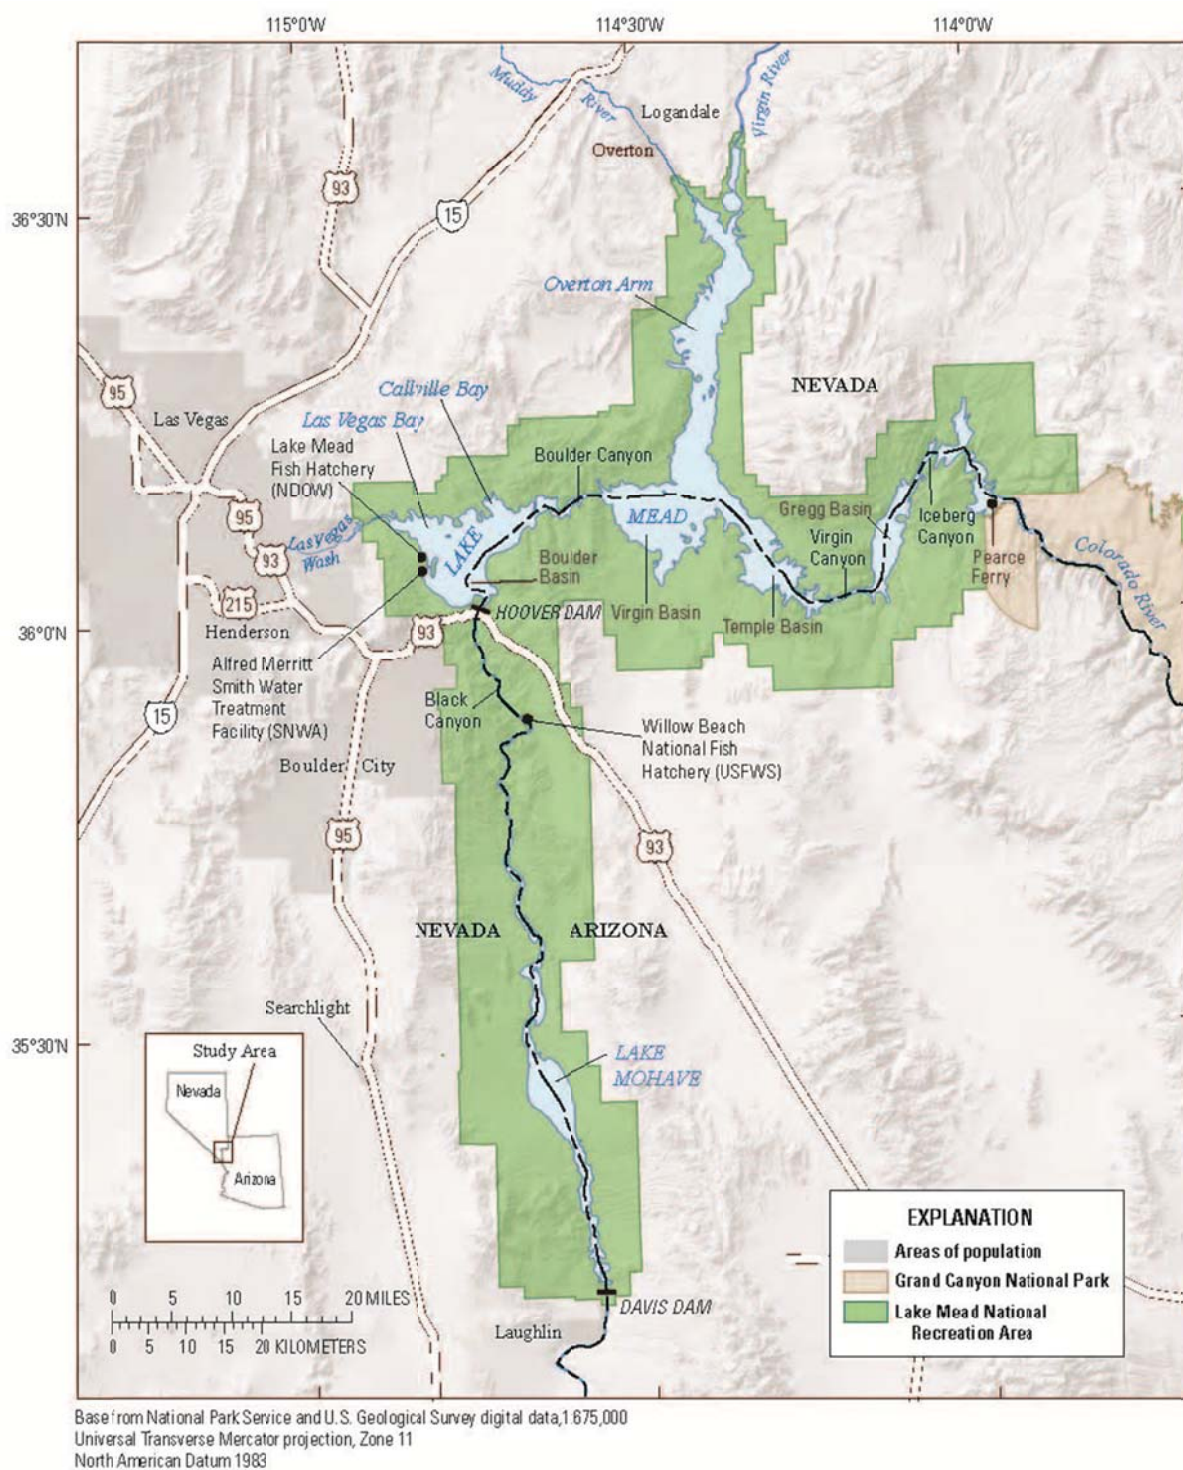 115°0'W
114°30'W
114°0'W
Muddy
River
Logandale
Virgin River
Overton
93
15
36°30'N
Overton Arm
95
Callville Bay
NEVADA
Las Vegas
Las Vegas Bay
Lake Mead
Fish Hatchery
(NDOW)
Boulder Canyon
95
MEAD
Gregg Basin
Iceberg
Canyon
Las Vegas
Wash
LAKE
Virgin
Canyon
93
Boulder
Basin
Pearce
Ferry
Colorado River
215
HOOVER DAM
Virgin Basin
Temple Basin
36°0'N
Henderson
93
Alfred Merritt
Smith Water
Treatment
Facility (SNWA)
Black
Canyon
15
Willow Beach
National Fish
Hatchery (USFWS)
Boulder City
95
93
NEVADA
ARIZONA
Searchlight
35°30'N
Study Area
Nevada
Arizona
LAKE
MOHAVE
EXPLANATION
Areas of population
Grand Canyon National Park
Lake Mead National
Recreation Area
0 5 10 15 20 MILES
0 5 10 15 20 KILOMETERS
DAVIS DAM
Laughlin
Base from National Park Service and U.S. Geological Survey digital data, 1:675,000
Universal Transverse Mercator projection, Zone 11
North American Datum 1983